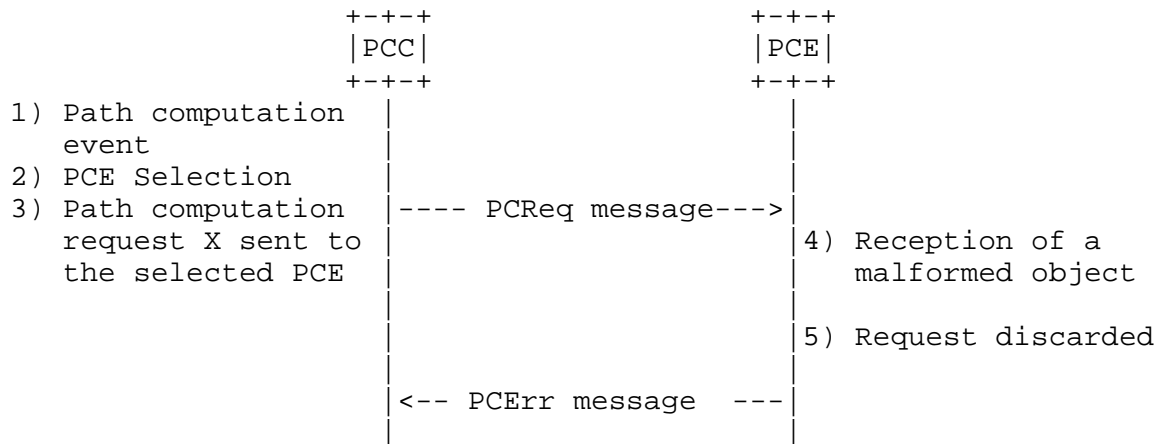 +-+-+                     +-+-+
|PCC|                     |PCE|
+-+-+                     +-+-+
1) Path computation  |                         |
   event             |                         |
2) PCE Selection     |                         |
3) Path computation  |---- PCReq message--->|
   request X sent to |                         |4) Reception of a
   the selected PCE  |                         |   malformed object
                     |                         |
                     |                         |5) Request discarded
                     |                         |
                     |<-- PCErr message  ---|
                     |                         |